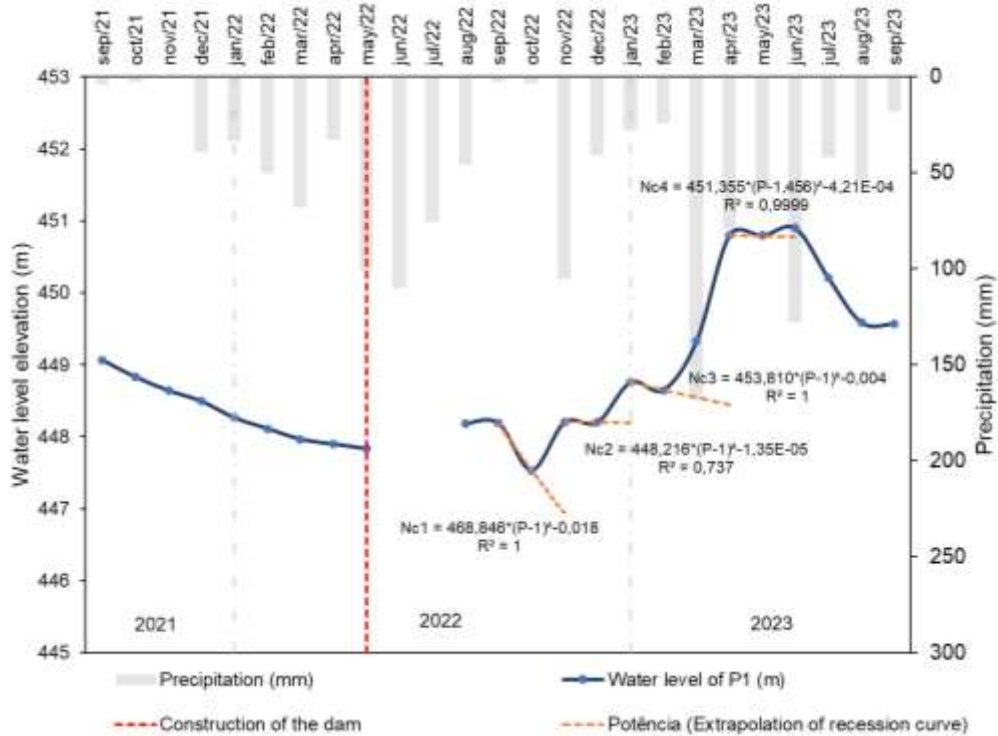 sep/21
oct/21
nov/21
dec/21
jan/22
feb/22
mar/22
apr/22
may/22
jun/22
jul/22
aug/22
sep/22
oct/22
nov/22
dec/22
jan/23
feb/23
mar/23
apr/23
may/23
jun/23
jul/23
aug/23
sep/23
453
452
451
450
449
448
447
446
445
Water level elevation (m)
0
50
100
150
200
250
300
Precipitation (mm)
Nc4 = 451,355*(P-1,456)^-4,21E-04
R² = 0,9999
Nc3 = 453,810*(P-1)^-0,004
R² = 1
Nc2 = 448,216*(P-1)^-1,35E-05
R² = 0,737
Nc1 = 468,846*(P-1)^-0,018
R² = 1
2021
2022
2023
Precipitation (mm)
Water level of P1 (m)
Construction of the dam
Potência (Extrapolation of recession curve)